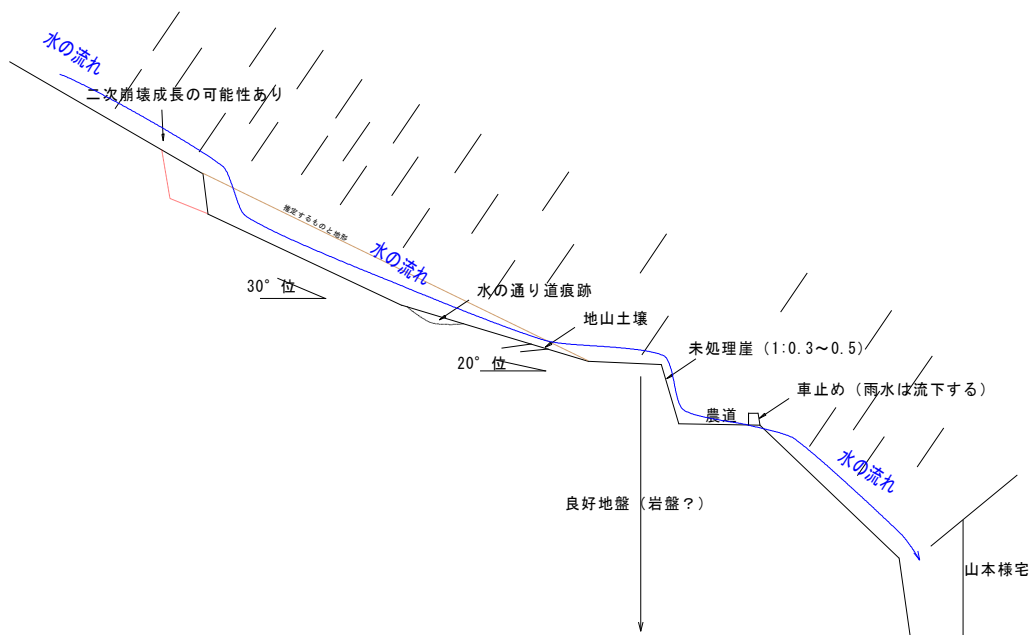 水の流れ
二次崩壊成長の可能性あり
推定するものと地形
水の流れ
30°位
水の通り道痕跡
地山土壌
20°位
未処理崖（1:0.3～0.5）
車止め（雨水は流下する）
農道
水の流れ
良好地盤（岩盤？）
山本様宅